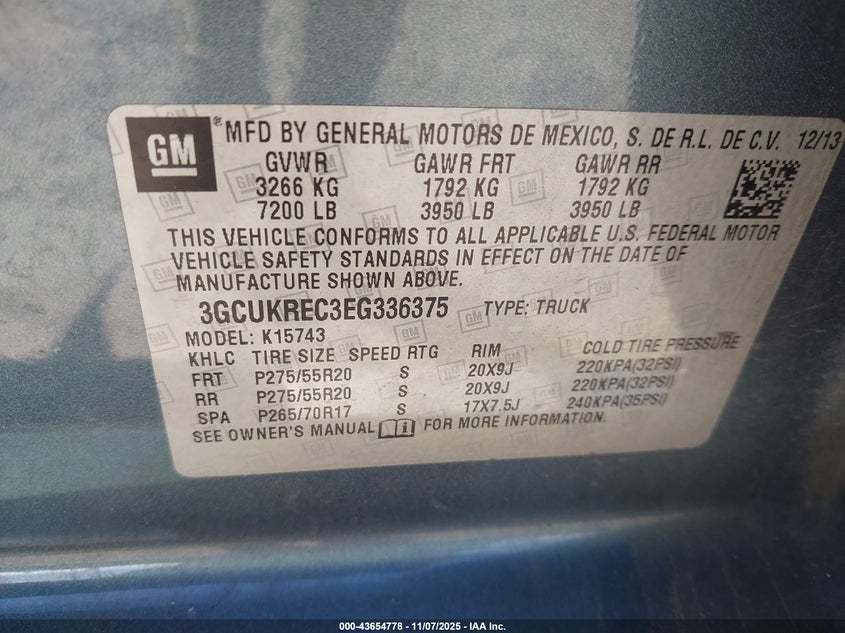 GM ® MFD BY GENERAL MOTORS DE MEXICO, S. DE R.L. DE C.V. 12/13
GVWR GAWR FRT GAWR RR
3266 KG 1792 KG 1792 KG
7200 LB 3950 LB 3950 LB
THIS VEHICLE CONFORMS TO ALL APPLICABLE U.S. FEDERAL MOTOR
VEHICLE SAFETY STANDARDS IN EFFECT ON THE DATE OF
MANUFACTURE SHOWN ABOVE.
3GCUKREC3EG336375 TYPE: TRUCK
MODEL: K15743
KHLC TIRE SIZE SPEED RTG RIM COLD TIRE PRESSURE
FRT P275/55R20 S 20X9J 220KPA(32PSI)
RR P275/55R20 S 20X9J 220KPA(32PSI)
SPA P265/70R17 S 17X7.5J 240KPA(35PSI)
SEE OWNER'S MANUAL FOR MORE INFORMATION.
000-43654778 - 11/07/2025 - IAA Inc.